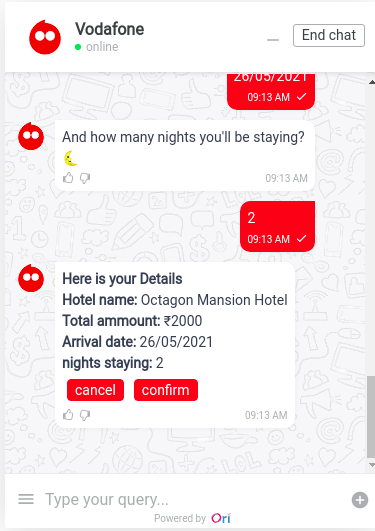 Vodafone
online
End chat
26/05/2021
09:13 AM
And how many nights you'll be staying?
09:13 AM
2
09:13 AM
Here is your Details
Hotel name: Octagon Mansion Hotel
Total ammount: ₹2000
Arrival date: 26/05/2021
nights staying: 2
cancel confirm
09:13 AM
Type your query...
Powered by Ori